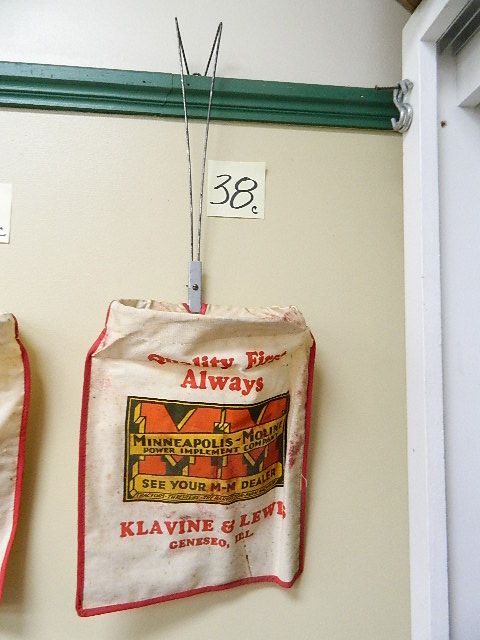 38c
c
Quality First
Always
MM
MINNEAPOLIS-MOLINE
POWER IMPLEMENT COMPANY
SEE YOUR M-M DEALER
KLAVINE & LEWIS
GENESEO, ILL.